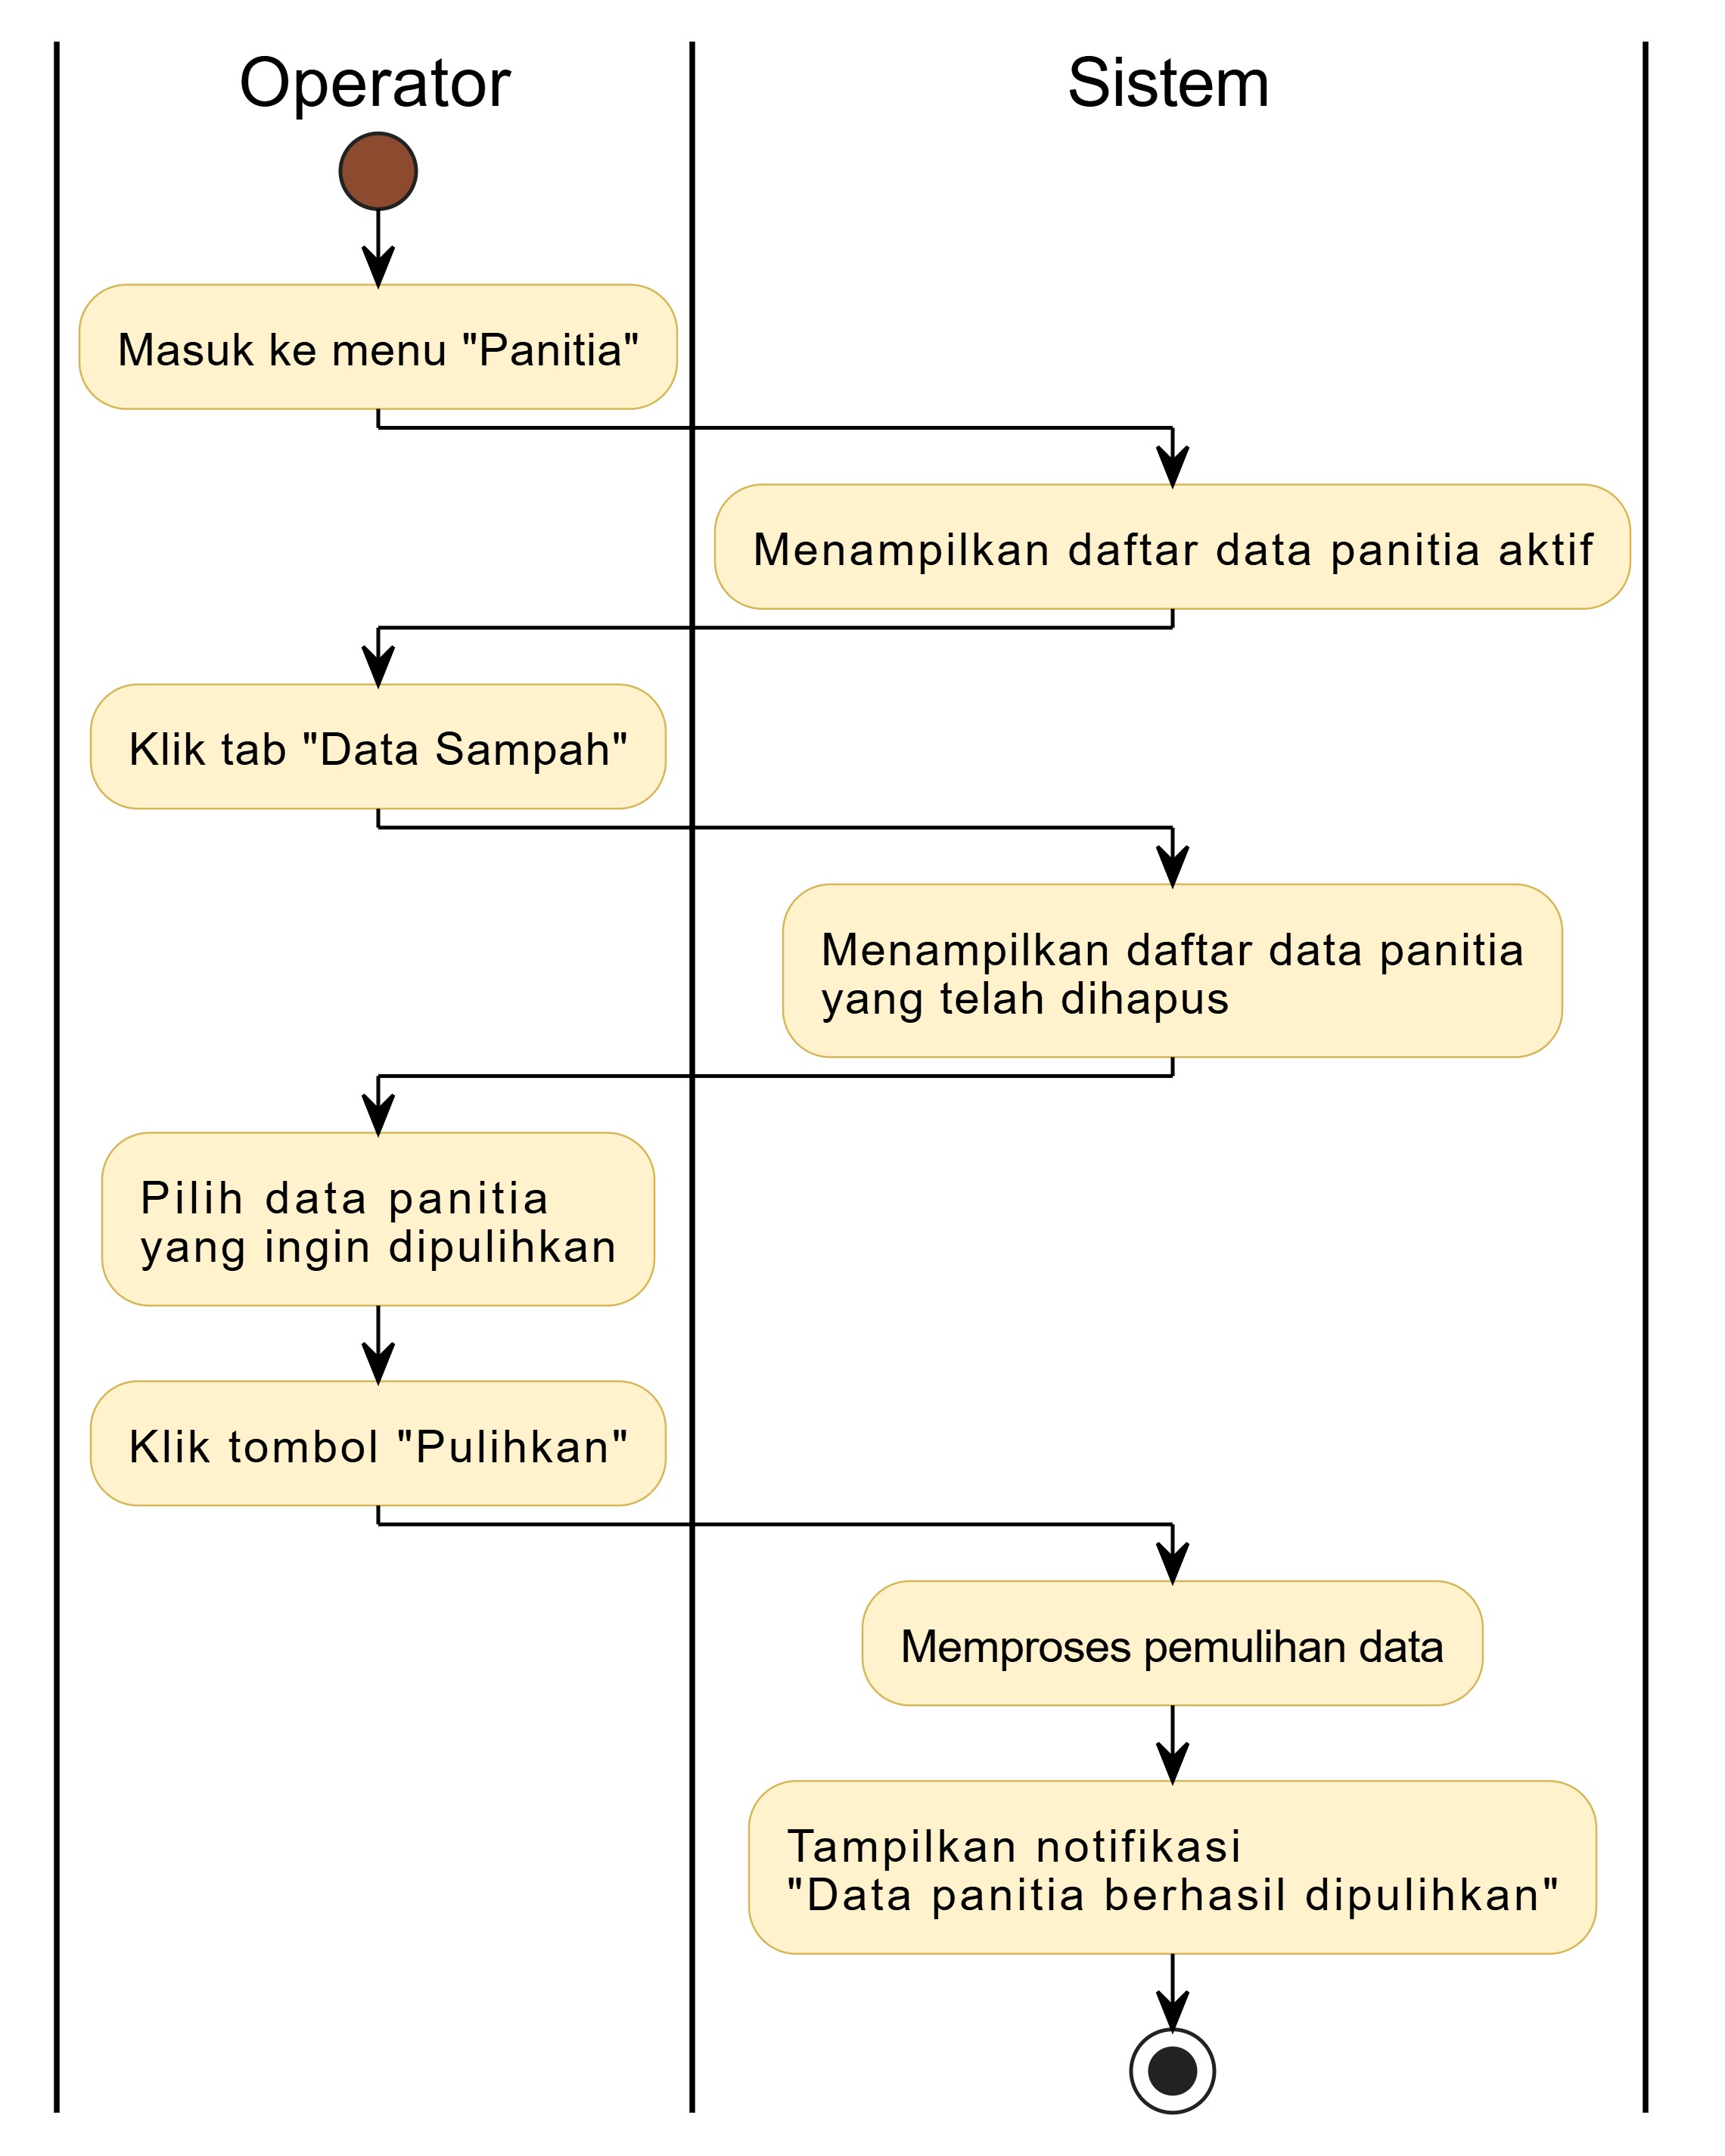 Operator
Sistem
Masuk ke menu "Panitia"
Menampilkan daftar data panitia aktif
Klik tab "Data Sampah"
Menampilkan daftar data panitia
yang telah dihapus
Pilih data panitia
yang ingin dipulihkan
Klik tombol "Pulihkan"
Memproses pemulihan data
Tampilkan notifikasi
"Data panitia berhasil dipulihkan"